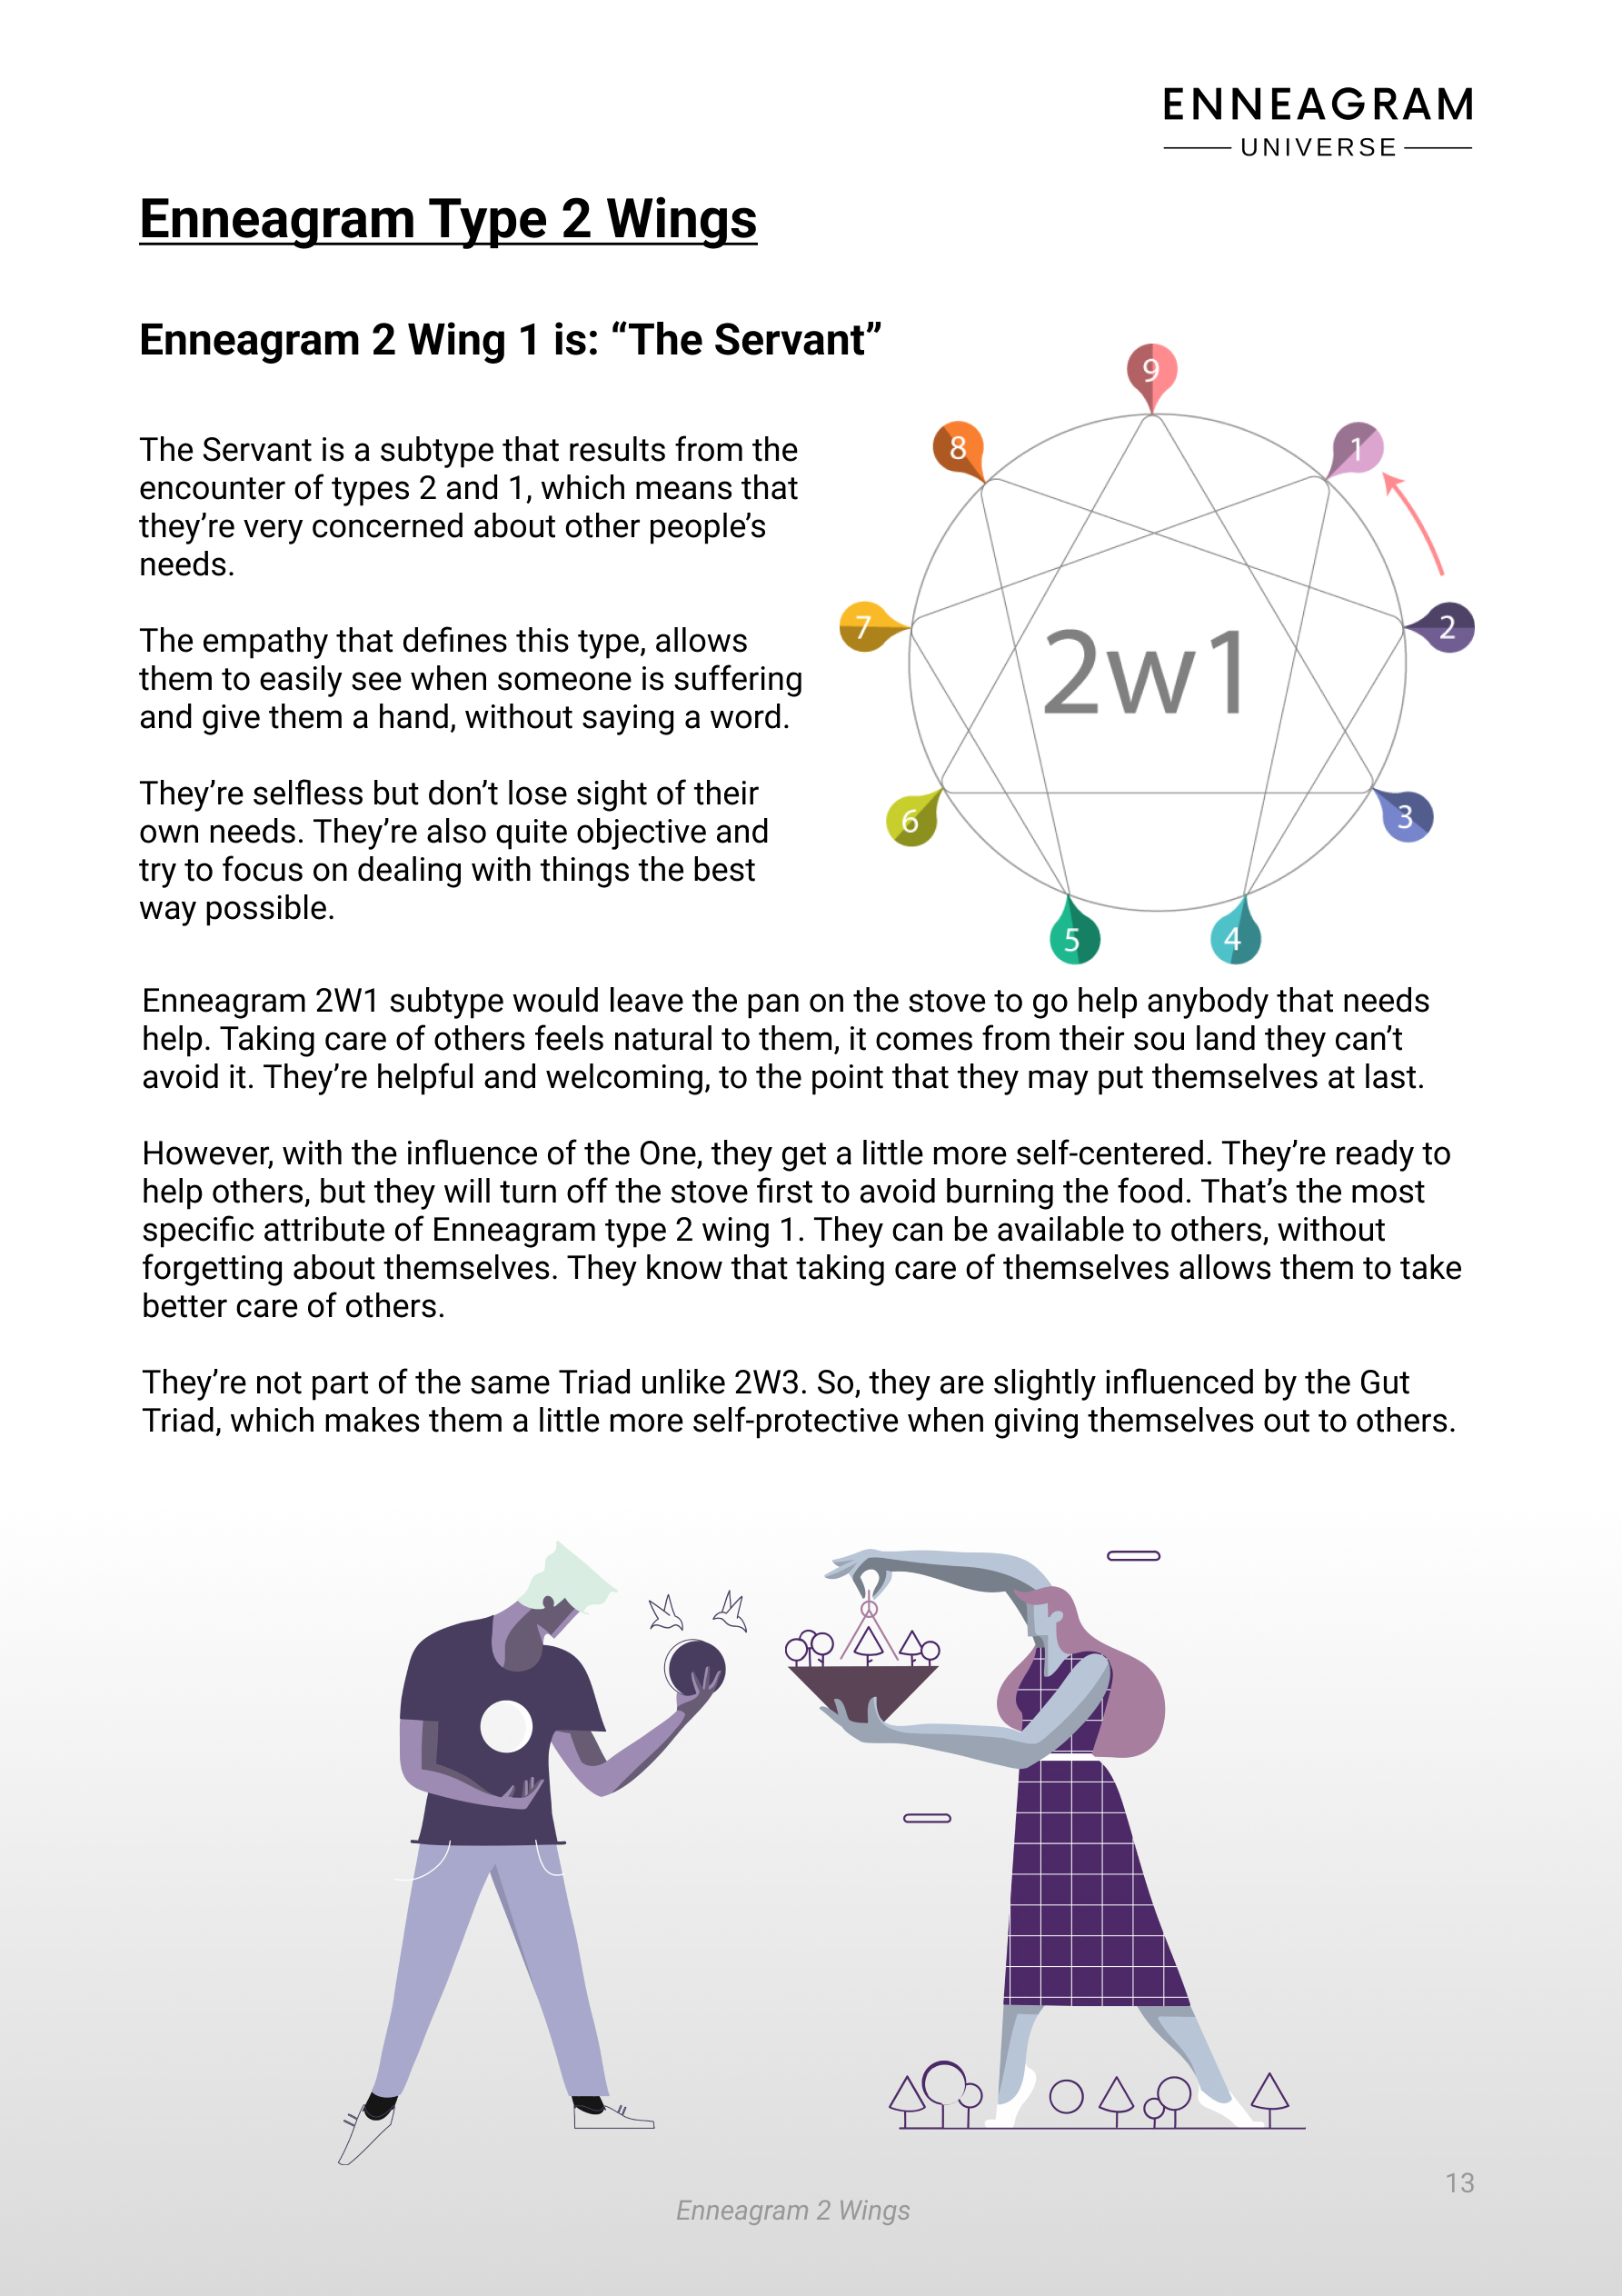 ENNEAGRAM
UNIVERSE
Enneagram Type 2 Wings
Enneagram 2 Wing 1 is: “The Servant”
The Servant is a subtype that results from the
encounter of types 2 and 1, which means that
they’re very concerned about other people’s
needs.
The empathy that defines this type, allows
them to easily see when someone is suffering
and give them a hand, without saying a word.
They’re selfless but don’t lose sight of their
own needs. They’re also quite objective and
try to focus on dealing with things the best
way possible.
9
8
1
7
2
2w1
6
3
5
4
Enneagram 2W1 subtype would leave the pan on the stove to go help anybody that needs
help. Taking care of others feels natural to them, it comes from their sou land they can’t
avoid it. They’re helpful and welcoming, to the point that they may put themselves at last.
However, with the influence of the One, they get a little more self-centered. They’re ready to
help others, but they will turn off the stove first to avoid burning the food. That’s the most
specific attribute of Enneagram type 2 wing 1. They can be available to others, without
forgetting about themselves. They know that taking care of themselves allows them to take
better care of others.
They’re not part of the same Triad unlike 2W3. So, they are slightly influenced by the Gut
Triad, which makes them a little more self-protective when giving themselves out to others.
13
Enneagram 2 Wings